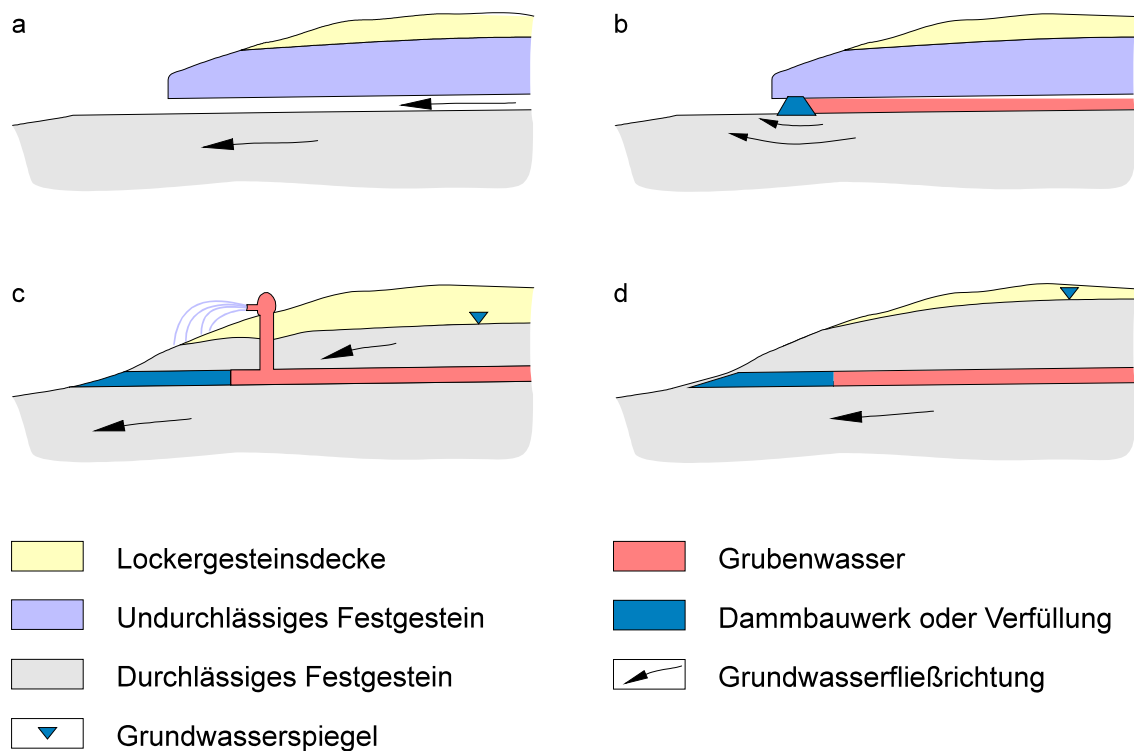 a
b
c
d
Lockergesteinsdecke
Undurchlässiges Festgestein
Durchlässiges Festgestein
Grundwasserspiegel
Grubenwasser
Dammbauwerk oder Verfüllung
Grundwasserfließrichtung